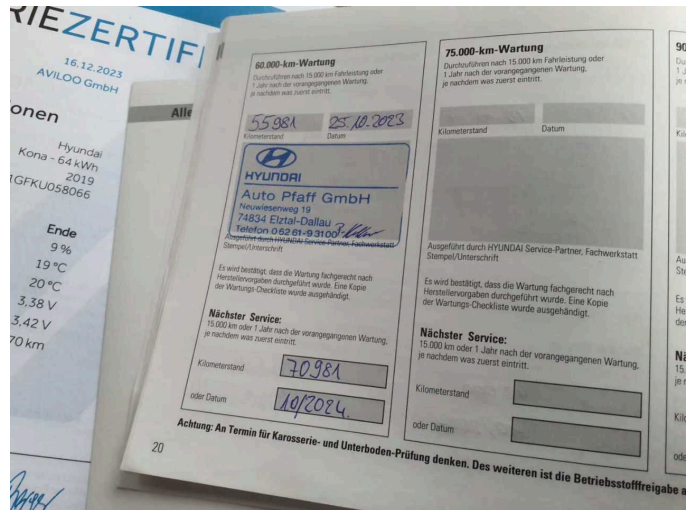 RIEZERTIFI
16.12.2023
AVILOO GmbH
onen
Hyundai
Kona - 64 kWh
2019
1GFKU058066
Ende
9 %
19 °C
20 °C
3,38 V
3,42 V
70 km
Alle
60.000-km-Wartung
Durchzuführen nach 15.000 km Fahrleistung oder
1 Jahr nach der vorangegangenen Wartung,
je nachdem was zuerst eintritt.
55981 25.10.2023
Kilometerstand Datum
HYUNDAI
Auto Pfaff GmbH
Neuwiesenweg 19
74834 Elztal-Dallau
Telefon 06261-93100
Ausgeführt durch HYUNDAI Service-Partner, Fachwerkstatt
Stempel/Unterschrift
Es wird bestätigt, dass die Wartung fachgerecht nach
Herstellervorgaben durchgeführt wurde. Eine Kopie
der Wartungs-Checkliste wurde ausgehändigt.
Nächster Service:
15.000 km oder 1 Jahr nach der vorangegangenen Wartung,
je nachdem was zuerst eintritt.
Kilometerstand 70981
oder Datum 10/2024.
75.000-km-Wartung
Durchzuführen nach 15.000 km Fahrleistung oder
1 Jahr nach der vorangegangenen Wartung,
je nachdem was zuerst eintritt.
Kilometerstand Datum
Ausgeführt durch HYUNDAI Service-Partner, Fachwerkstatt
Stempel/Unterschrift
Es wird bestätigt, dass die Wartung fachgerecht nach
Herstellervorgaben durchgeführt wurde. Eine Kopie
der Wartungs-Checkliste wurde ausgehändigt.
Nächster Service:
15.000 km oder 1 Jahr nach der vorangegangenen Wartung,
je nachdem was zuerst eintritt.
Kilometerstand
oder Datum
90
Achtung: An Termin für Karosserie- und Unterboden-Prüfung denken. Des weiteren ist die Betriebsstofffreigabe a
20